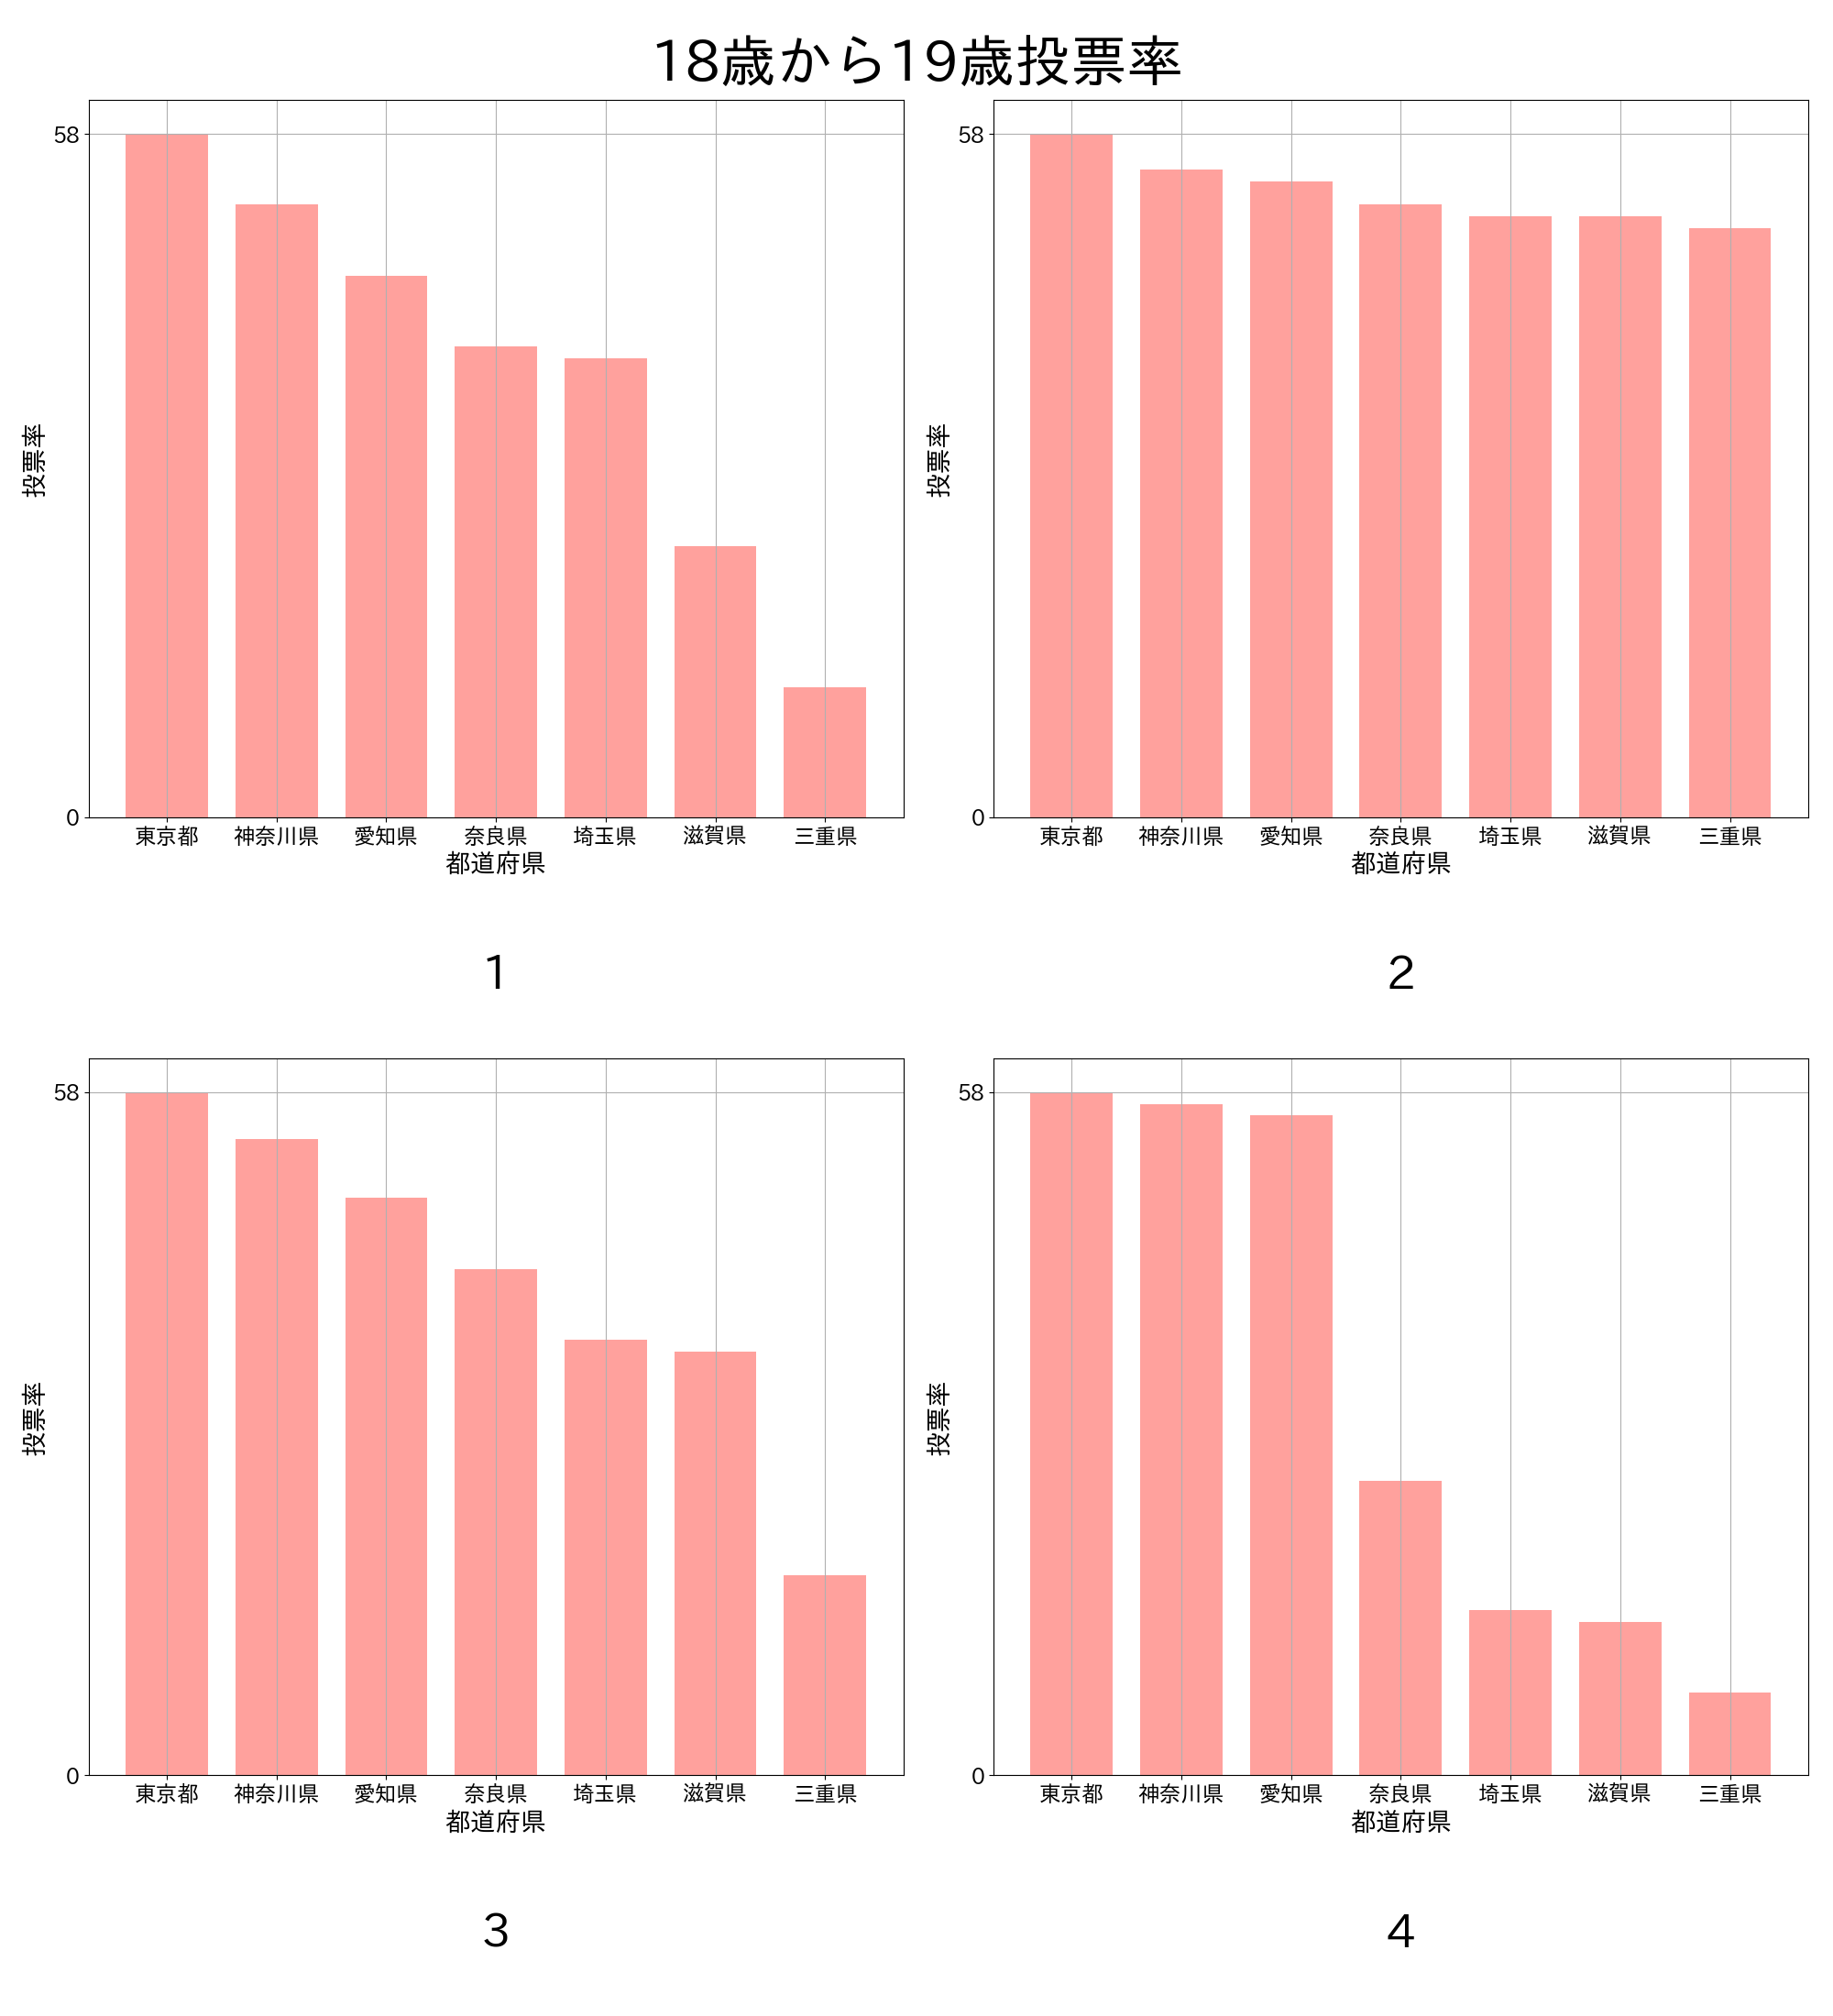 18歳から19歳投票率
58
0
投票率
東京都 神奈川県 愛知県 奈良県 埼玉県 滋賀県 三重県
都道府県
1
58
0
投票率
東京都 神奈川県 愛知県 奈良県 埼玉県 滋賀県 三重県
都道府県
2
58
0
投票率
東京都 神奈川県 愛知県 奈良県 埼玉県 滋賀県 三重県
都道府県
3
58
0
投票率
東京都 神奈川県 愛知県 奈良県 埼玉県 滋賀県 三重県
都道府県
4